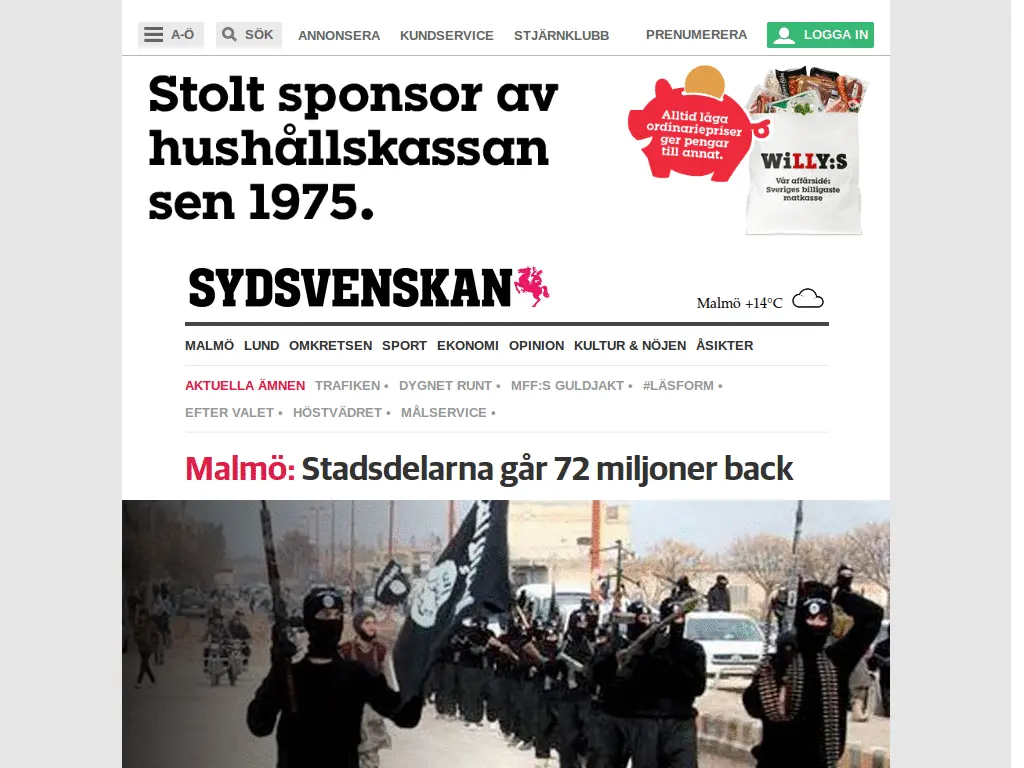 A-Ö SÖK ANNONSERA KUNDSERVICE STJÄRNKLUBB PRENUMERERA LOGGA IN
Stolt sponsor av
hushållskassan
sen 1975.
Alltid låga
ordinariepriser
ger pengar
till annat.
WiLLY:S
Vår affärsidé:
Sveriges billigaste
matkasse
SYDSVENSKAN
Malmö +14°C
MALMÖ LUND OMKRETSEN SPORT EKONOMI OPINION KULTUR & NÖJEN ÅSIKTER
AKTUELLA ÄMNEN TRAFIKEN • DYGNET RUNT • MFF:S GULDJAKT • #LÄSFORM •
EFTER VALET • HÖSTVÄDRET • MÅLSERVICE •
Malmö: Stadsdelarna går 72 miljoner back